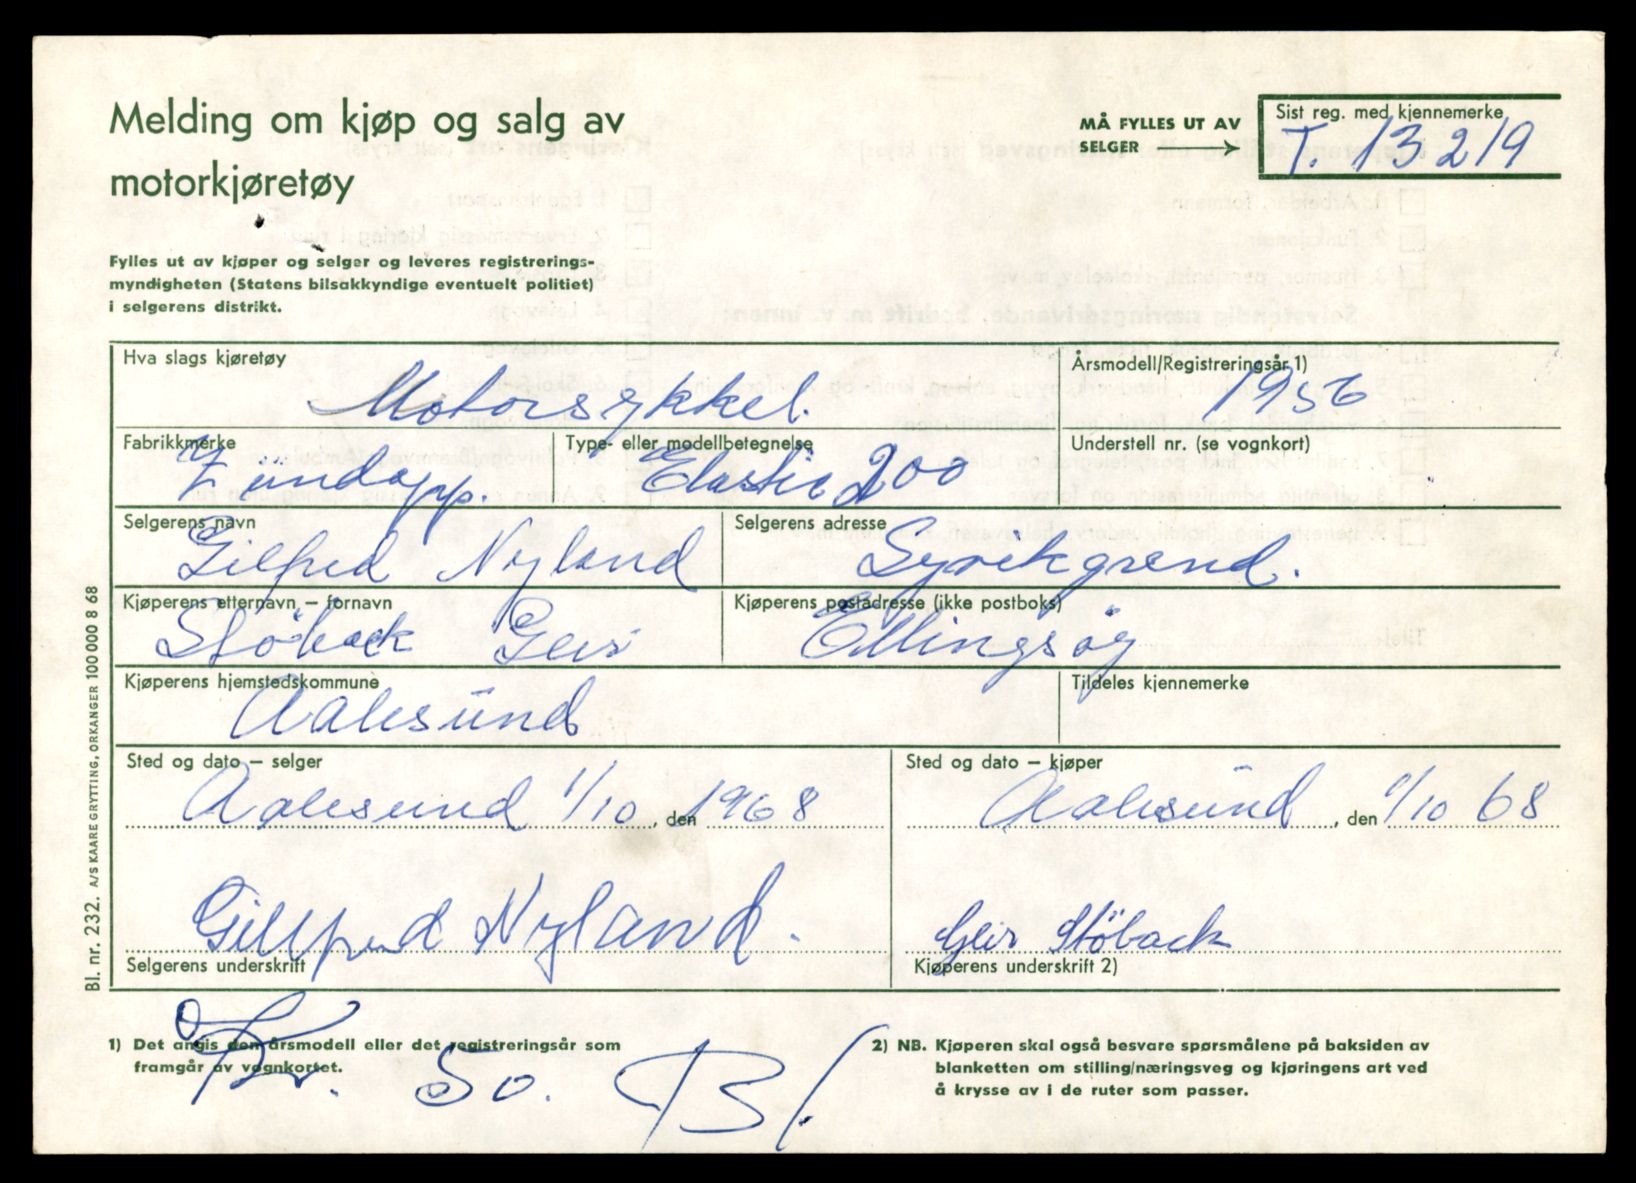 Melding om kjøp og salg av
motorkjøretøy
MÅ FYLLES UT AV
SELGER
Sist reg. med kjennemerke
T. 13219
Fylles ut av kjøper og selger og leveres registrerings-
myndigheten (Statens bilsakkyndige eventuelt politiet)
i selgerens distrikt.
Hva slags kjøretøy
Motorsykkel.
Årsmodell/Registreringsår 1)
1956
Fabrikkmerke
Zündapp.
Type- eller modellbetegnelse
Elastic 200
Understell nr. (se vognkort)
Selgerens navn
Gilfred Nyland
Selgerens adresse
Syvikgrend.
Kjøperens etternavn – fornavn
Stöback Geir
Kjøperens postadresse (ikke postboks)
Ellingsøy
Kjøperens hjemstedskommune
Aalesund
Tildeles kjennemerke
Sted og dato – selger
Aalesund 1/10, den 1968
Sted og dato – kjøper
Aalesund, den 1/10 68
Gillfred Nyland.
Selgerens underskrift
Geir Stöback
Kjøperens underskrift 2)
Kr. 50.
1) Det angis den årsmodell eller det registreringsår som
framgår av vognkortet.
2) NB. Kjøperen skal også besvare spørsmålene på baksiden av
blanketten om stilling/næringsveg og kjøringens art ved
å krysse av i de ruter som passer.
Bl. nr. 232. A/S KAARE GRYTTING, ORKANGER 100 000 8 68